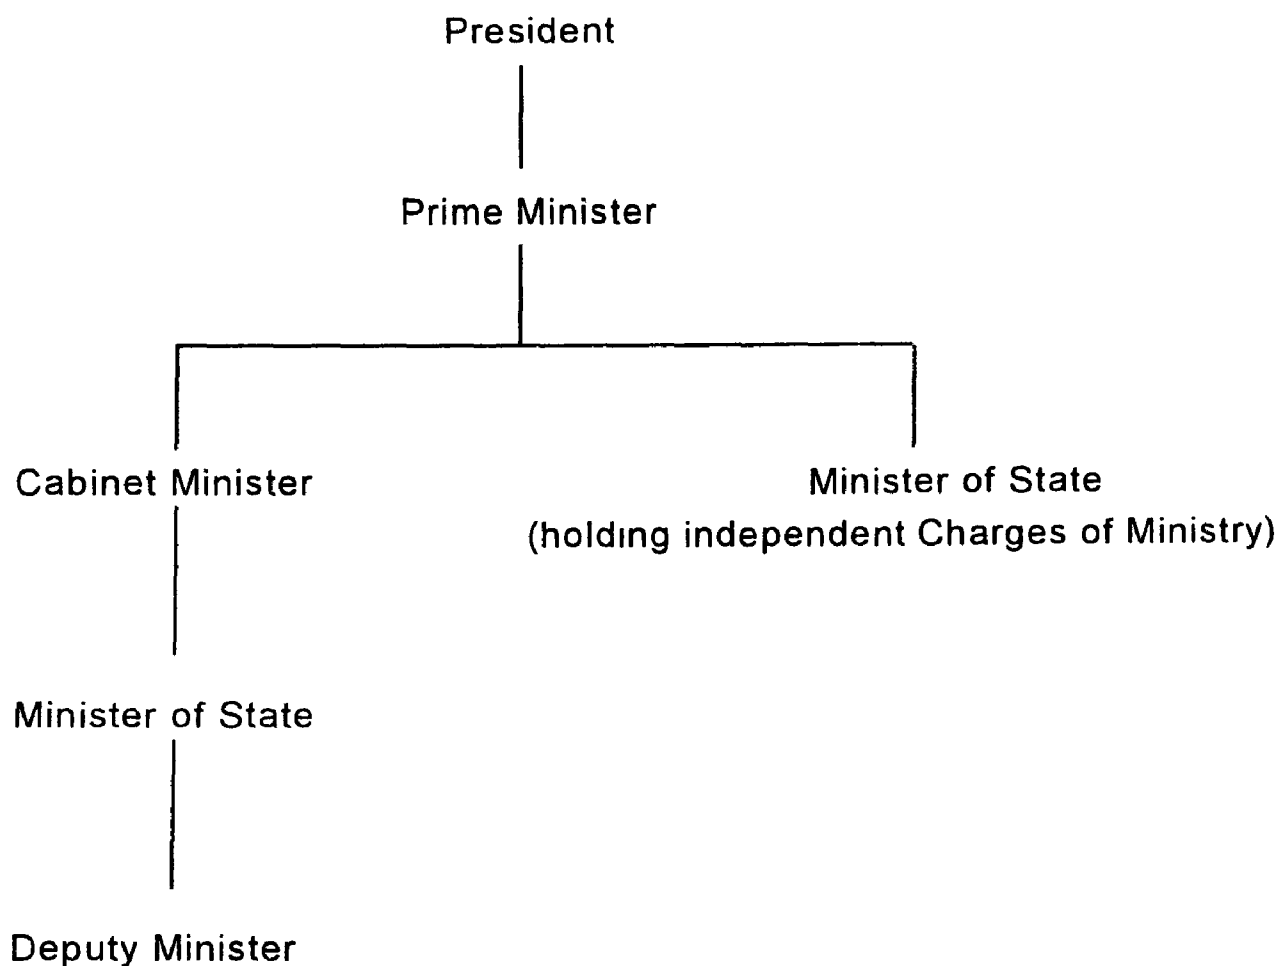 President
Prime Minister
Cabinet Minister
Minister of State
(holding independent Charges of Ministry)
Minister of State
Deputy Minister